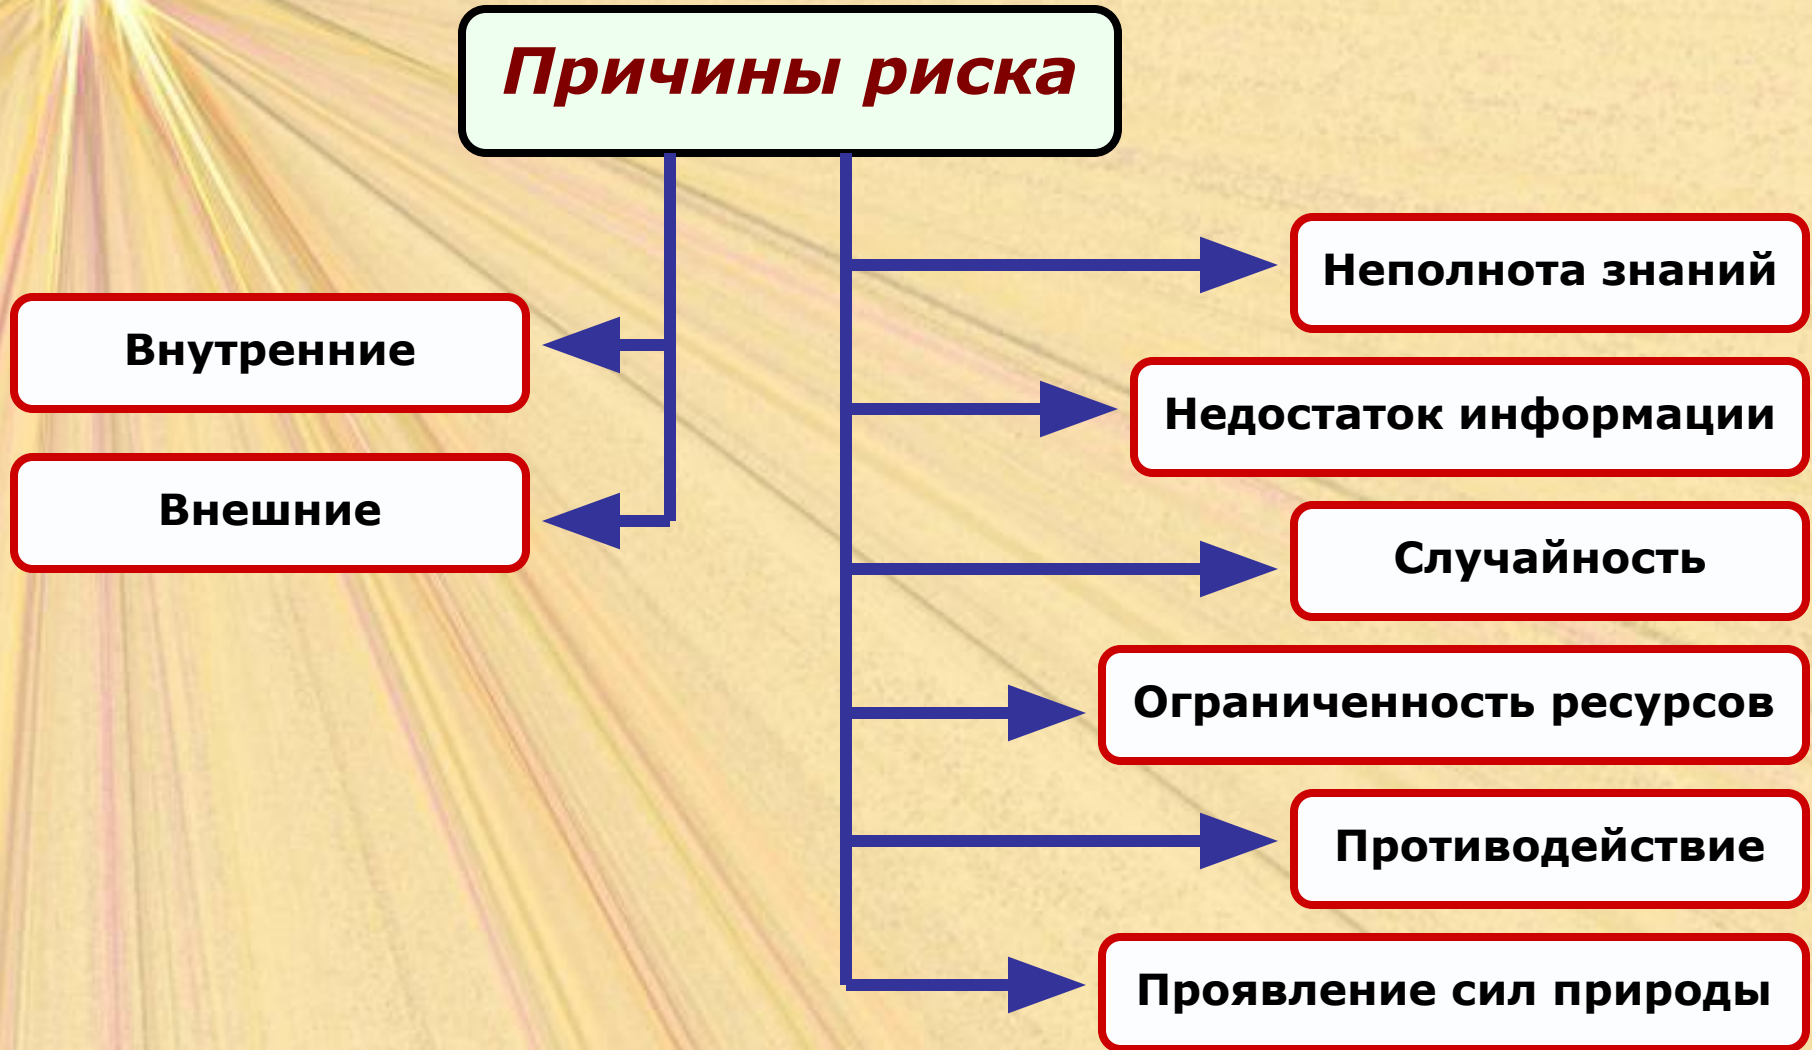 Причины риска
Внутренние
Внешние
Неполнота знаний
Недостаток информации
Случайность
Ограниченность ресурсов
Противодействие
Проявление сил природы